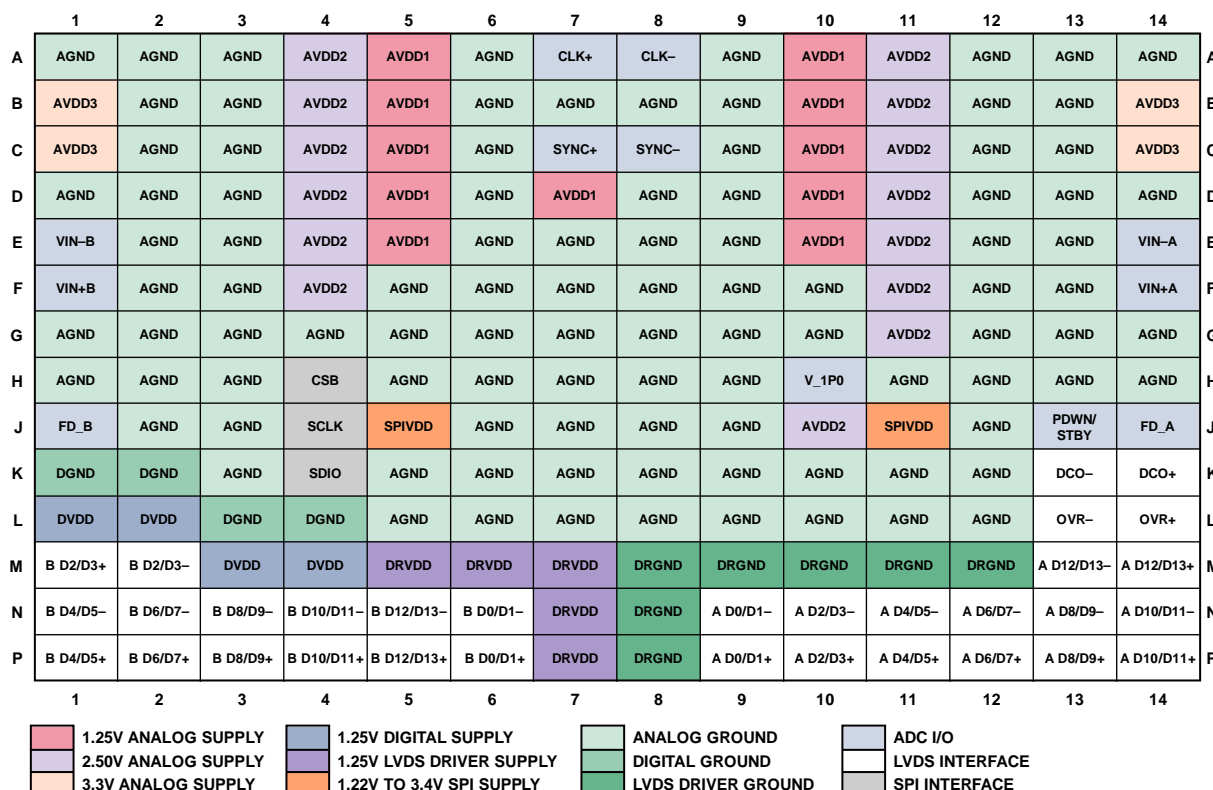 1 2 3 4 5 6 7 8 9 10 11 12 13 14
A AGND AGND AGND AVDD2 AVDD1 AGND CLK+ CLK– AGND AVDD1 AVDD2 AGND AGND AGND A
B AVDD3 AGND AGND AVDD2 AVDD1 AGND AGND AGND AGND AVDD1 AVDD2 AGND AGND AVDD3 B
C AVDD3 AGND AGND AVDD2 AVDD1 AGND SYNC+ SYNC– AGND AVDD1 AVDD2 AGND AGND AVDD3 C
D AGND AGND AGND AVDD2 AVDD1 AGND AVDD1 AGND AGND AVDD1 AVDD2 AGND AGND AGND D
E VIN–B AGND AGND AVDD2 AVDD1 AGND AGND AGND AGND AVDD1 AVDD2 AGND AGND VIN–A E
F VIN+B AGND AGND AVDD2 AGND AGND AGND AGND AGND AGND AVDD2 AGND AGND VIN+A F
G AGND AGND AGND AGND AGND AGND AGND AGND AGND AGND AVDD2 AGND AGND AGND G
H AGND AGND AGND CSB AGND AGND AGND AGND AGND V_1P0 AGND AGND AGND AGND H
J FD_B AGND AGND SCLK SPIVDD AGND AGND AGND AGND AVDD2 SPIVDD AGND PDWN/ STBY FD_A J
K DGND DGND AGND SDIO AGND AGND AGND AGND AGND AGND AGND AGND DCO– DCO+ K
L DVDD DVDD DGND DGND AGND AGND AGND AGND AGND AGND AGND AGND OVR– OVR+ L
M B D2/D3+ B D2/D3– DVDD DVDD DRVDD DRVDD DRVDD DRGND DRGND DRGND DRGND DRGND A D12/D13– A D12/D13+ M
N B D4/D5– B D6/D7– B D8/D9– B D10/D11– B D12/D13– B D0/D1– DRVDD DRGND A D0/D1– A D2/D3– A D4/D5– A D6/D7– A D8/D9– A D10/D11– N
P B D4/D5+ B D6/D7+ B D8/D9+ B D10/D11+ B D12/D13+ B D0/D1+ DRVDD DRGND A D0/D1+ A D2/D3+ A D4/D5+ A D6/D7+ A D8/D9+ A D10/D11+ P
1 2 3 4 5 6 7 8 9 10 11 12 13 14
1.25V ANALOG SUPPLY 1.25V DIGITAL SUPPLY ANALOG GROUND ADC I/O
2.50V ANALOG SUPPLY 1.25V LVDS DRIVER SUPPLY DIGITAL GROUND LVDS INTERFACE
3.3V ANALOG SUPPLY 1.22V TO 3.4V SPI SUPPLY LVDS DRIVER GROUND SPI INTERFACE